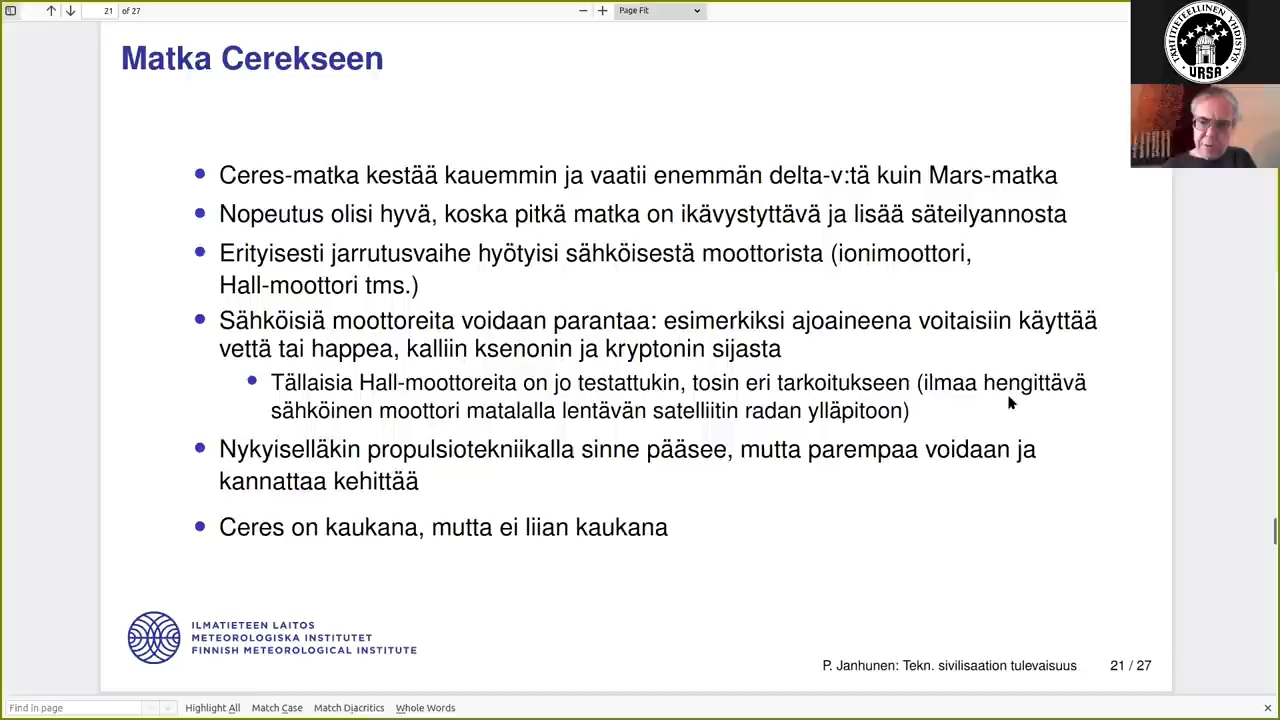 21 of 27
Page Fit
TÄHTITIETEELLINEN YHDISTYS
URSA
Matka Cerekseen
Ceres-matka kestää kauemmin ja vaatii enemmän delta-v:tä kuin Mars-matka
Nopeutus olisi hyvä, koska pitkä matka on ikävystyttävä ja lisää säteilyannosta
Erityisesti jarrutusvaihe hyötyisi sähköisestä moottorista (ionimoottori,
Hall-moottori tms.)
Sähköisiä moottoreita voidaan parantaa: esimerkiksi ajoaineena voitaisiin käyttää
vettä tai happea, kalliin ksenonin ja kryptonin sijasta
Tällaisia Hall-moottoreita on jo testattukin, tosin eri tarkoitukseen (ilmaa hengittävä
sähköinen moottori matalalla lentävän satelliitin radan ylläpitoon)
Nykyiselläkin propulsiotekniikalla sinne pääsee, mutta parempaa voidaan ja
kannattaa kehittää
Ceres on kaukana, mutta ei liian kaukana
ILMATIETEEN LAITOS
METEOROLOGISKA INSTITUTET
FINNISH METEOROLOGICAL INSTITUTE
P. Janhunen: Tekn. sivilisaation tulevaisuus 21 / 27
Find in page Highlight All Match Case Match Diacritics Whole Words